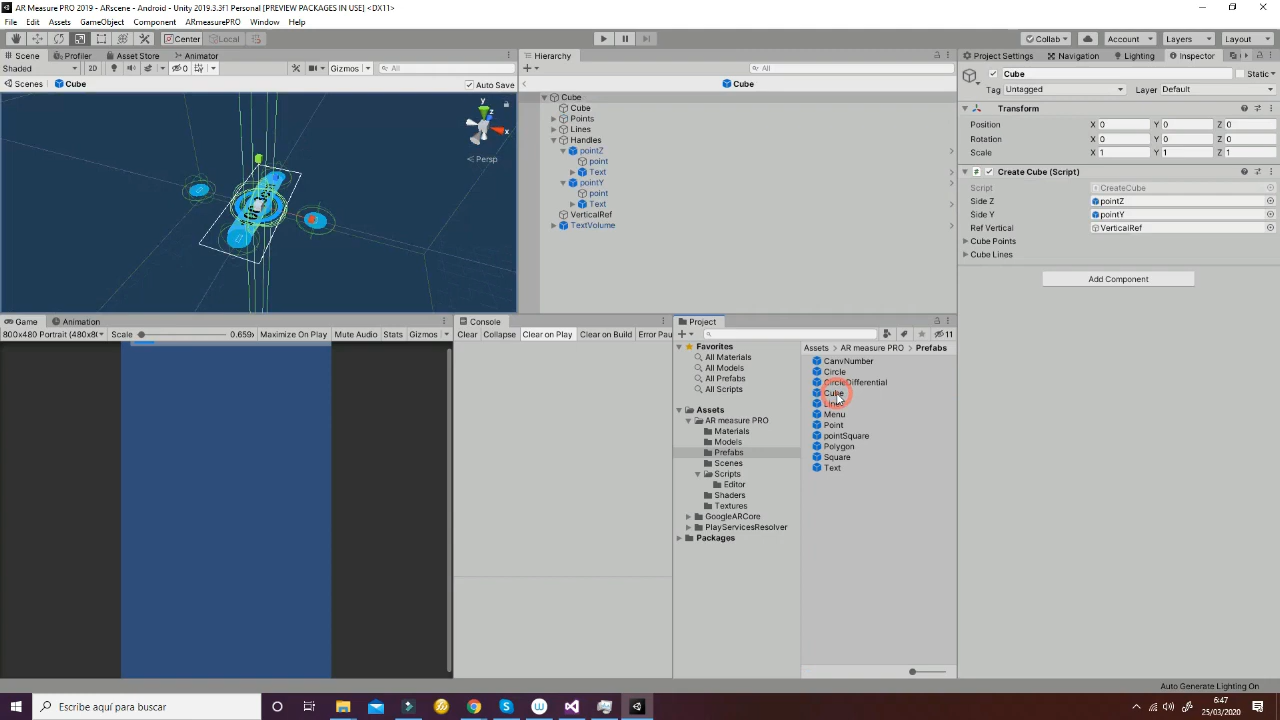 AR Measure PRO 2019 - ARscene - Android - Unity 2019.3.3f1 Personal [PREVIEW PACKAGES IN USE] <DX11>
File Edit Assets GameObject Component ARmeasurePRO Window Help
Center Local Collab Account Layers Layout
Scene Profiler Asset Store Animator
Shaded 2D 0 Gizmos All
Scenes Cube Auto Save
y
z
x
Persp
Hierarchy
All
Cube
Cube
Cube
Points
Lines
Handles
pointZ
point
Text
pointY
point
Text
VerticalRef
TextVolume
Project Settings Navigation Lighting Inspector
Cube Static
Tag Untagged Layer Default
Transform
Position X 0 Y 0 Z 0
Rotation X 0 Y 0 Z 0
Scale X 1 Y 1 Z 1
Create Cube (Script)
Script CreateCube
Side Z pointZ
Side Y pointY
Ref Vertical VerticalRef
Cube Points
Cube Lines
Add Component
Game Animation
800x480 Portrait (480x80 Scale 0.659x Maximize On Play Mute Audio Stats Gizmos
Console
Clear Collapse Clear on Play Clear on Build Error Pau
Project
11
Favorites
All Materials
All Models
All Prefabs
All Scripts
Assets
AR measure PRO
Materials
Models
Prefabs
Scenes
Scripts
Editor
Shaders
Textures
GoogleARCore
PlayServicesResolver
Packages
Assets > AR measure PRO > Prefabs
CanvNumber
Circle
CircleDifferential
Cube
Menu
Point
pointSquare
Polygon
Square
Text
Auto Generate Lighting On
Escribe aquí para buscar
6:47
25/03/2020